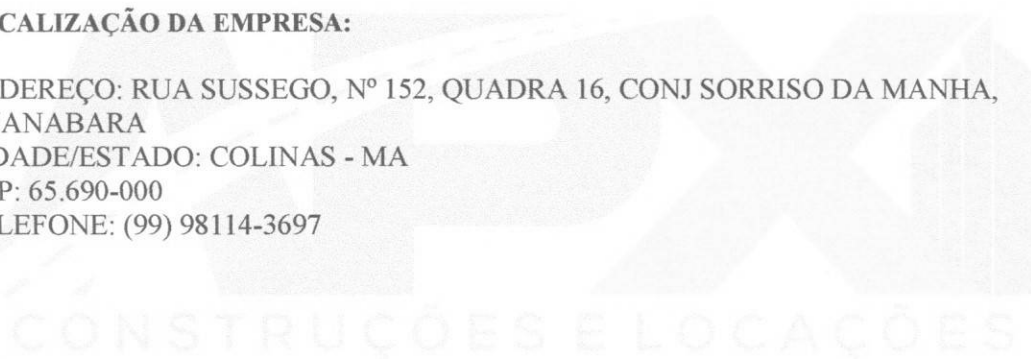 CALIZAÇÃO DA EMPRESA:
DEREÇO: RUA SUSSEGO, Nº 152, QUADRA 16, CONJ SORRISO DA MANHA,
ANABARA
DADE/ESTADO: COLINAS - MA
P: 65.690-000
LEFONE: (99) 98114-3697
APX
CONSTRUÇÕES E LOCAÇÕES